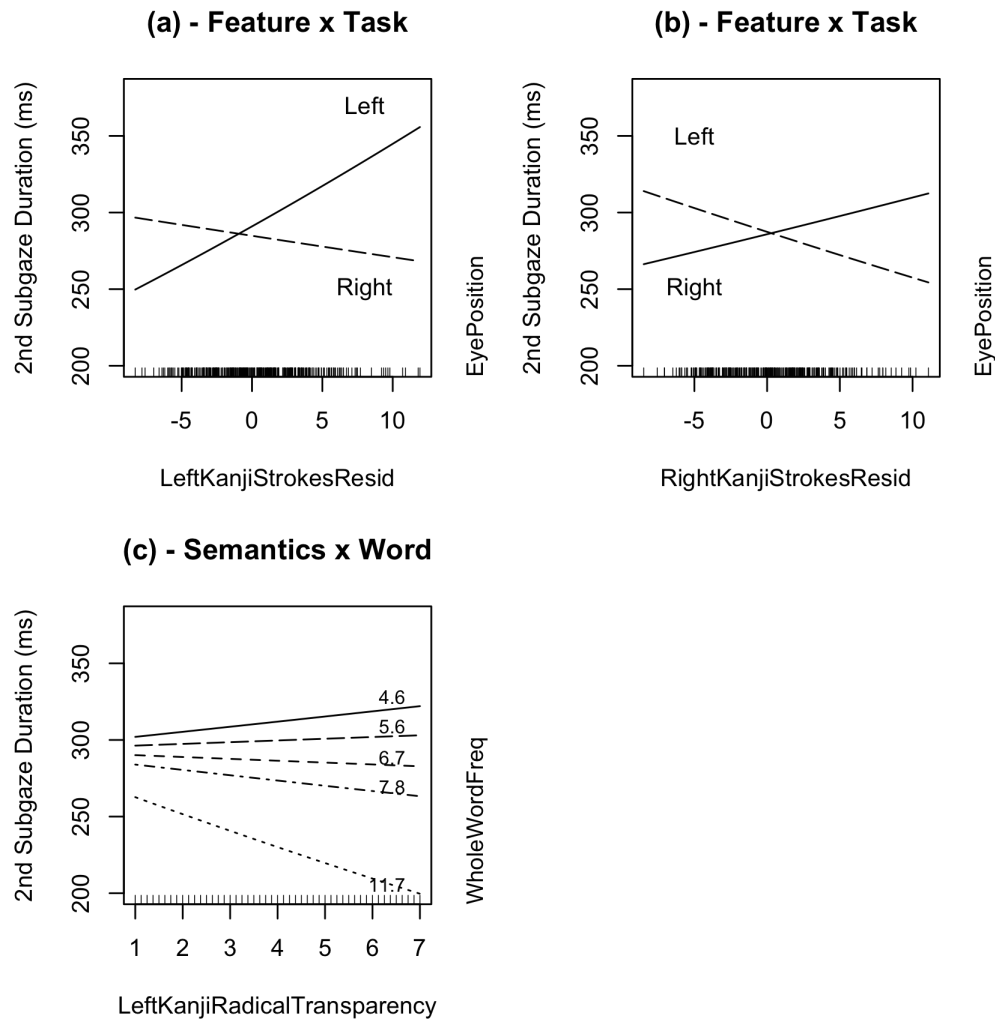 (a) - Feature x Task
2nd Subgaze Duration (ms)
350
300
250
200
Left
Right
-5 0 5 10
LeftKanjiStrokesResid
EyePosition
(b) - Feature x Task
2nd Subgaze Duration (ms)
350
300
250
200
Left
Right
-5 0 5 10
RightKanjiStrokesResid
EyePosition
(c) - Semantics x Word
2nd Subgaze Duration (ms)
350
300
250
200
4.6
5.6
6.7
7.8
11.7
1 2 3 4 5 6 7
LeftKanjiRadicalTransparency
WholeWordFreq